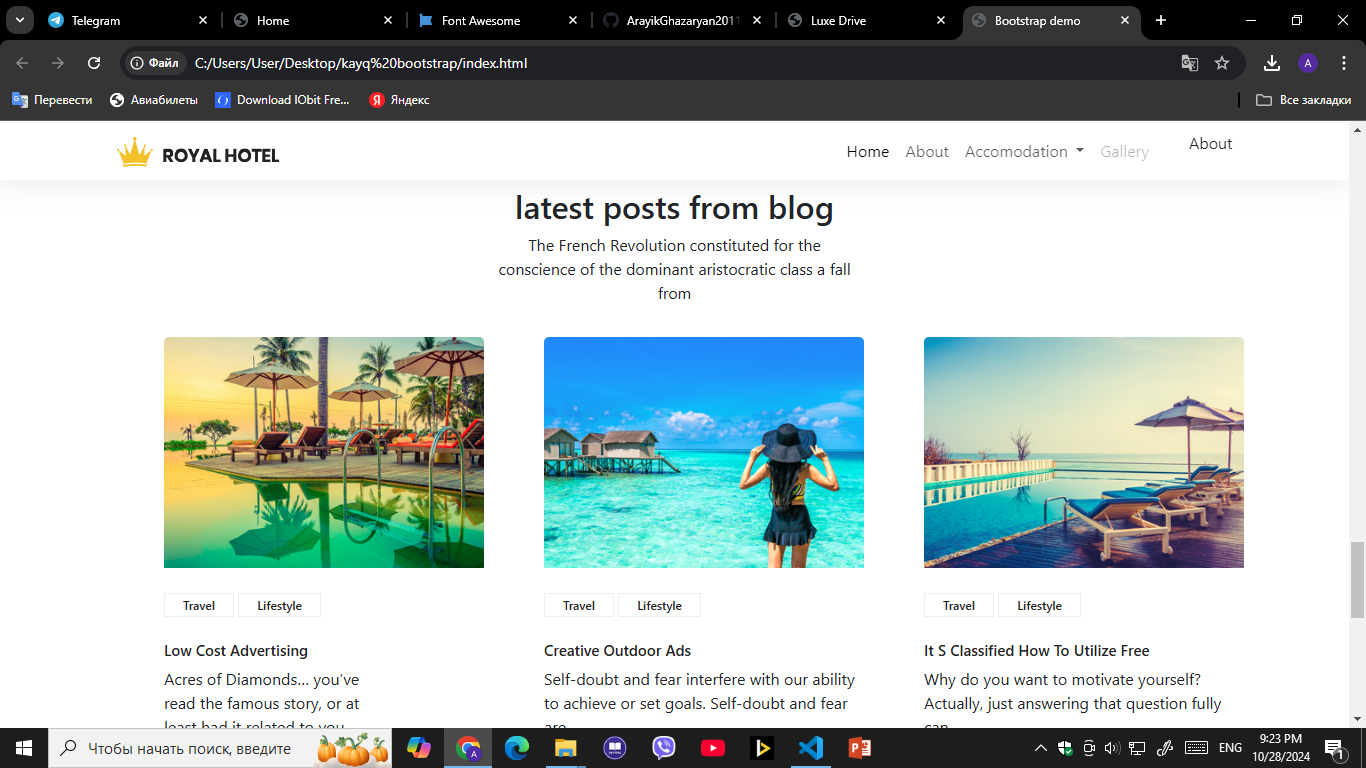 Telegram
Home
Font Awesome
ArayikGhazaryan2011
Luxe Drive
Bootstrap demo
Файл
C:/Users/User/Desktop/kayq%20bootstrap/index.html
A
Перевести
Авиабилеты
Download IObit Fre...
Яндекс
Все закладки
ROYAL HOTEL
Home
About
Accomodation
Gallery
About
latest posts from blog
The French Revolution constituted for the
conscience of the dominant aristocratic class a fall
from
Travel
Lifestyle
Travel
Lifestyle
Travel
Lifestyle
Low Cost Advertising
Acres of Diamonds… you've
read the famous story, or at
least had it related to you.
Creative Outdoor Ads
Self-doubt and fear interfere with our ability
to achieve or set goals. Self-doubt and fear
are
It S Classified How To Utilize Free
Why do you want to motivate yourself?
Actually, just answering that question fully
can
Чтобы начать поиск, введите
ENG
9:23 PM
10/28/2024
1